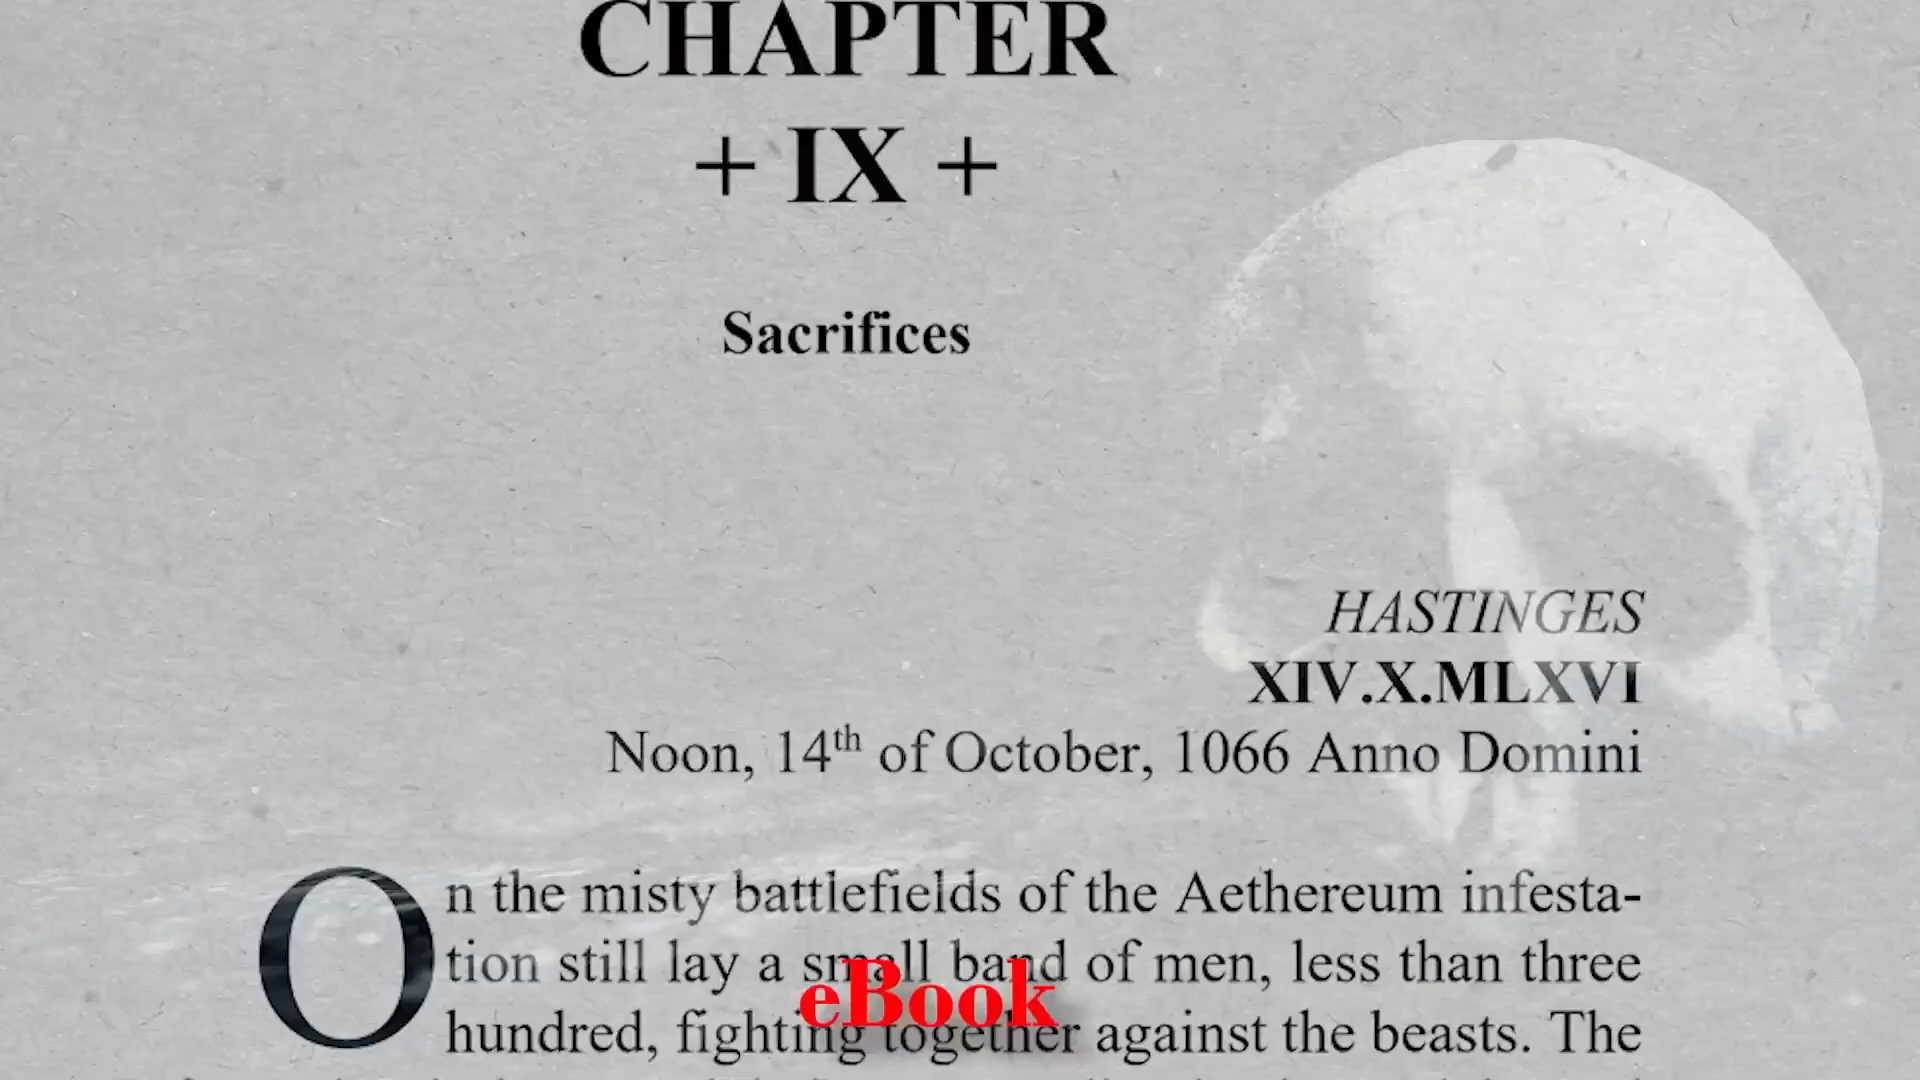 CHAPTER
+ IX +
Sacrifices
HASTINGES
XIV.X.MLXVI
Noon, 14th of October, 1066 Anno Domini
On the misty battlefields of the Aethereum infesta-
tion still lay a small band of men, less than three
hundred, fighting together against the beasts. The
eBook